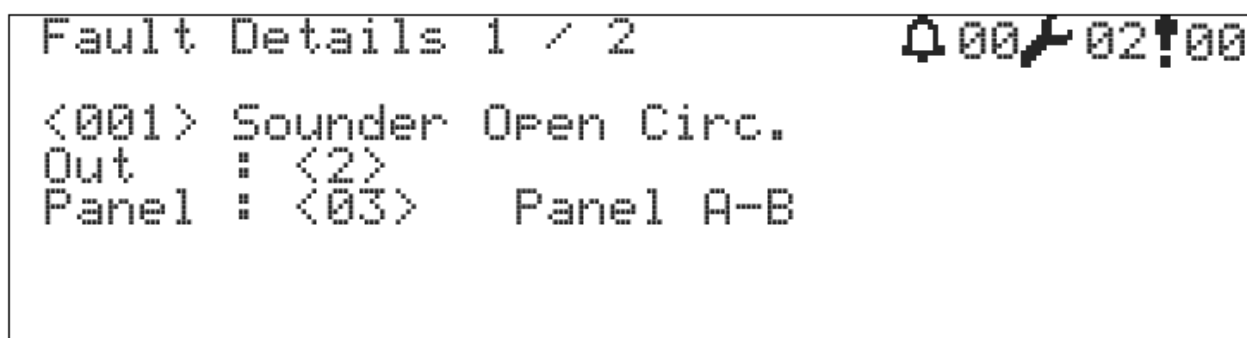 Fault Details 1 / 2 00 02 00
<001> Sounder Open Circ.
Out : <2>
Panel : <03> Panel A-B